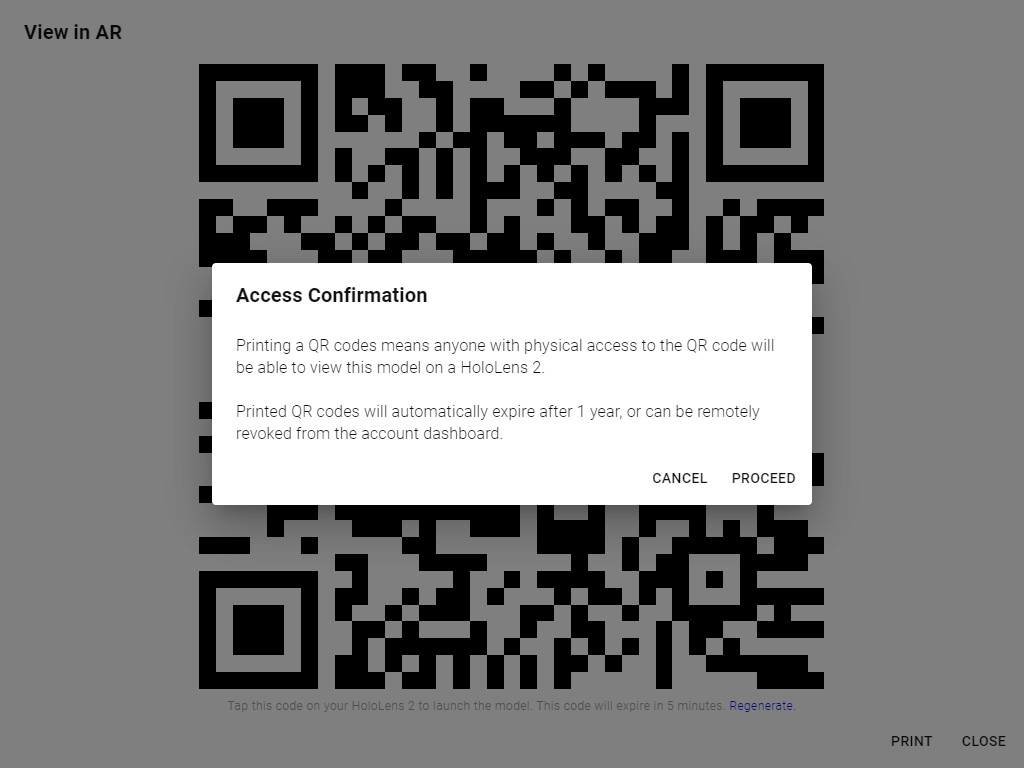 View in AR
Access Confirmation
Printing a QR codes means anyone with physical access to the QR code will
be able to view this model on a HoloLens 2.
Printed QR codes will automatically expire after 1 year, or can be remotely
revoked from the account dashboard.
CANCEL PROCEED
Tap this code on your HoloLens 2 to launch the model. This code will expire in 5 minutes. Regenerate.
PRINT CLOSE